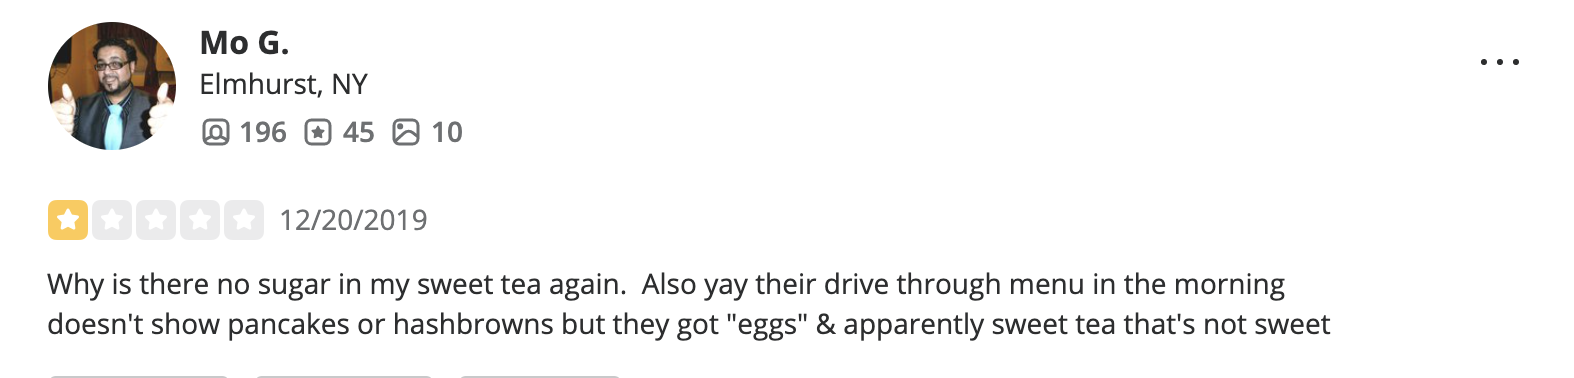 Mo G.
Elmhurst, NY
196 45 10
12/20/2019
Why is there no sugar in my sweet tea again.  Also yay their drive through menu in the morning
doesn't show pancakes or hashbrowns but they got "eggs" & apparently sweet tea that's not sweet